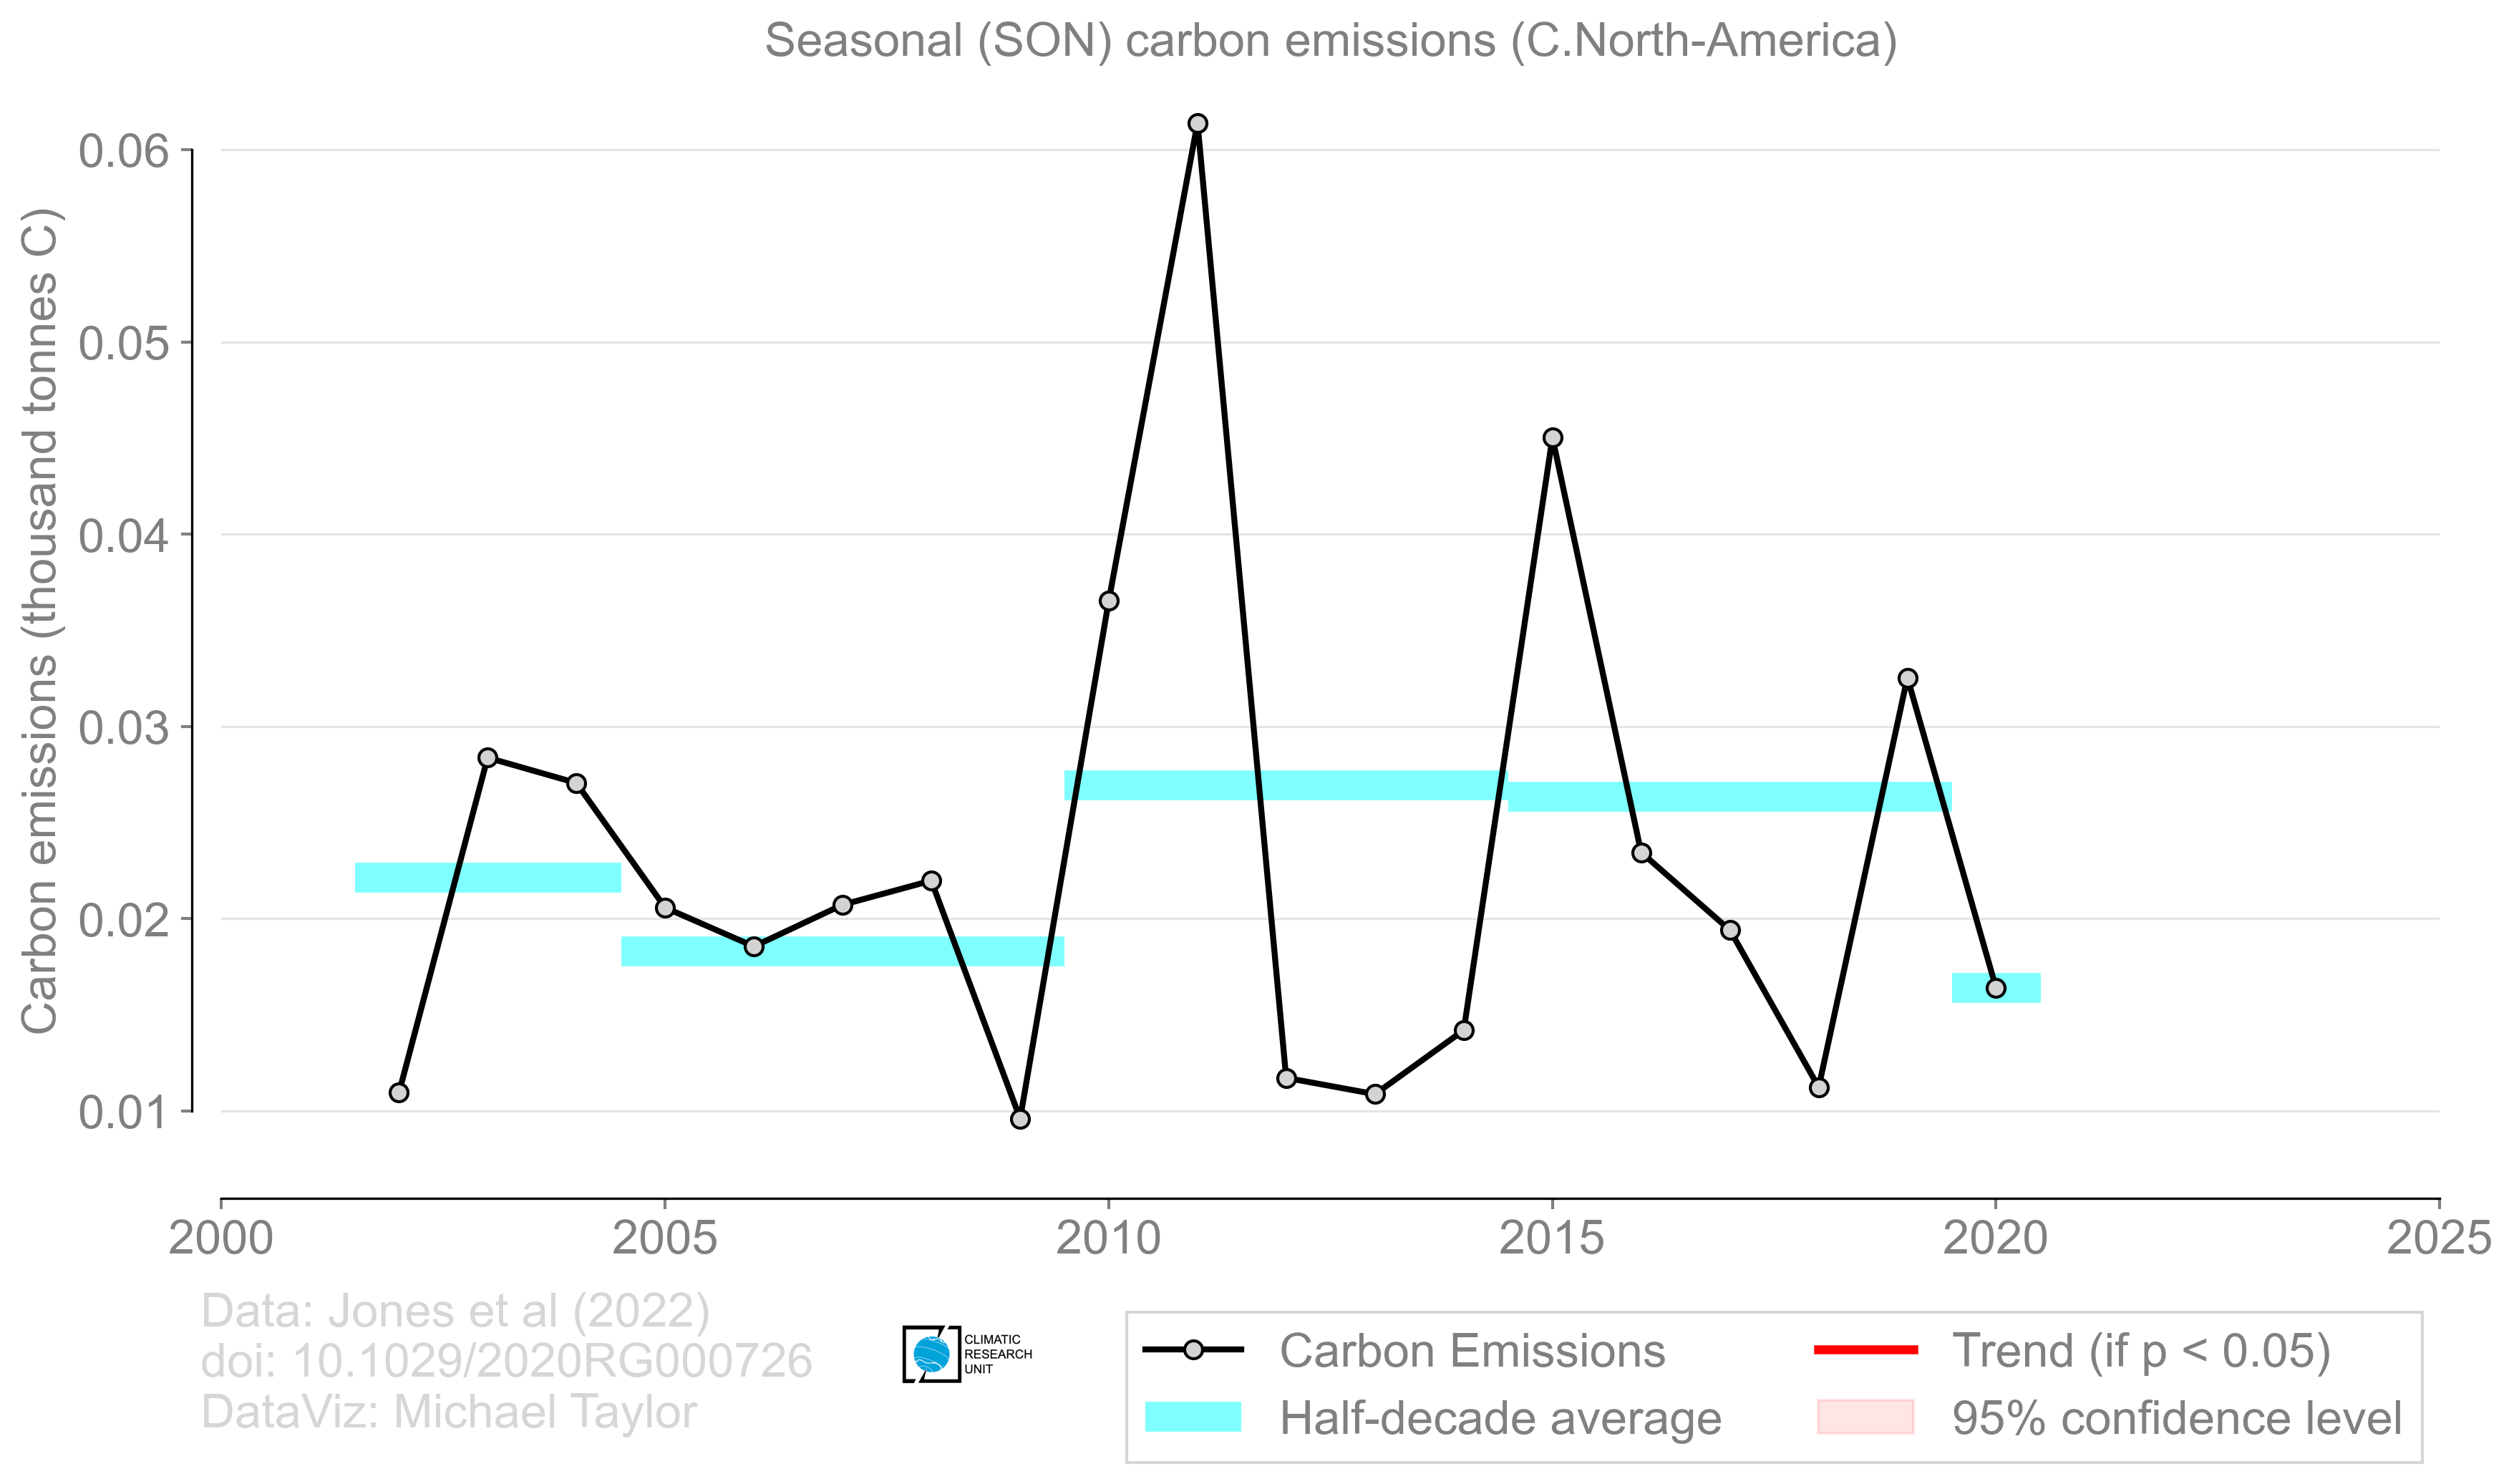 Seasonal (SON) carbon emissions (C.North-America)
Carbon emissions (thousand tonnes C)
0.06
0.05
0.04
0.03
0.02
0.01
2000 2005 2010 2015 2020 2025
Data: Jones et al (2022)
doi: 10.1029/2020RG000726
DataViz: Michael Taylor
CLIMATIC
RESEARCH
UNIT
Carbon Emissions
Half-decade average
Trend (if p < 0.05)
95% confidence level